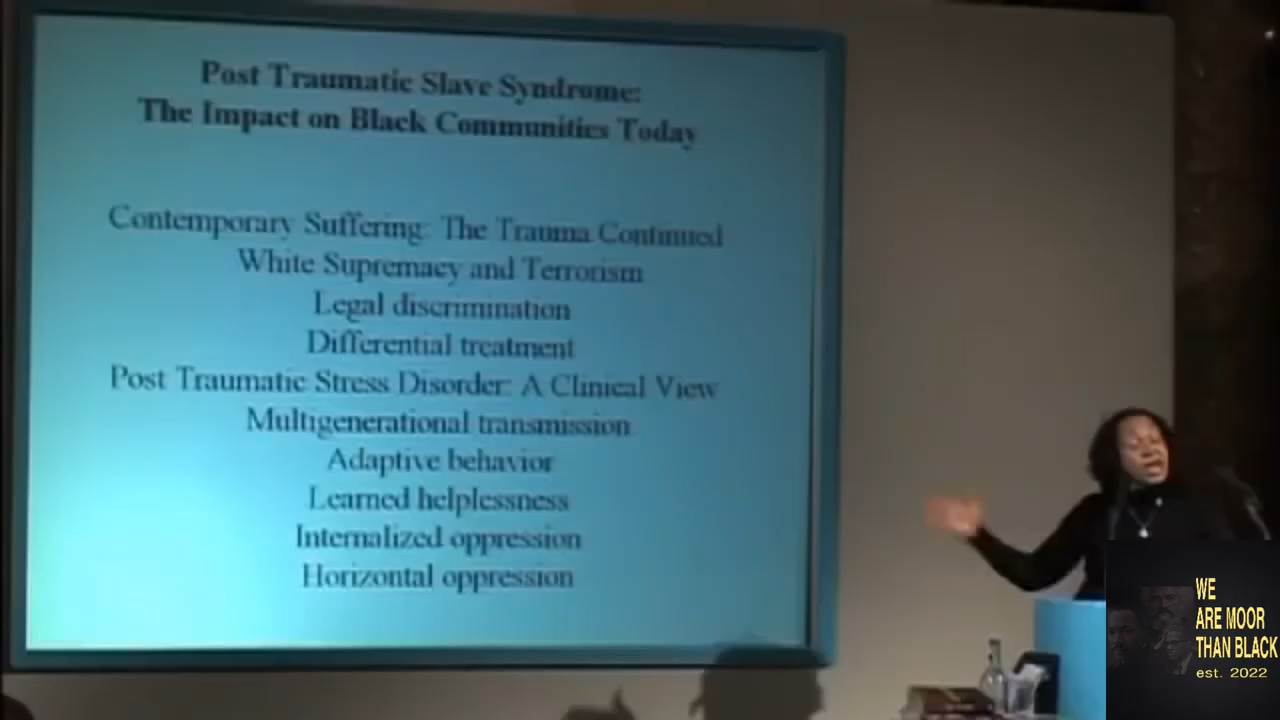 Post Traumatic Slave Syndrome:
The Impact on Black Communities Today
Contemporary Suffering: The Trauma Continued
White Supremacy and Terrorism
Legal discrimination
Differential treatment
Post Traumatic Stress Disorder: A Clinical View
Multigenerational transmission
Adaptive behavior
Learned helplessness
Internalized oppression
Horizontal oppression
WE
ARE MOOR
THAN BLACK
est. 2022